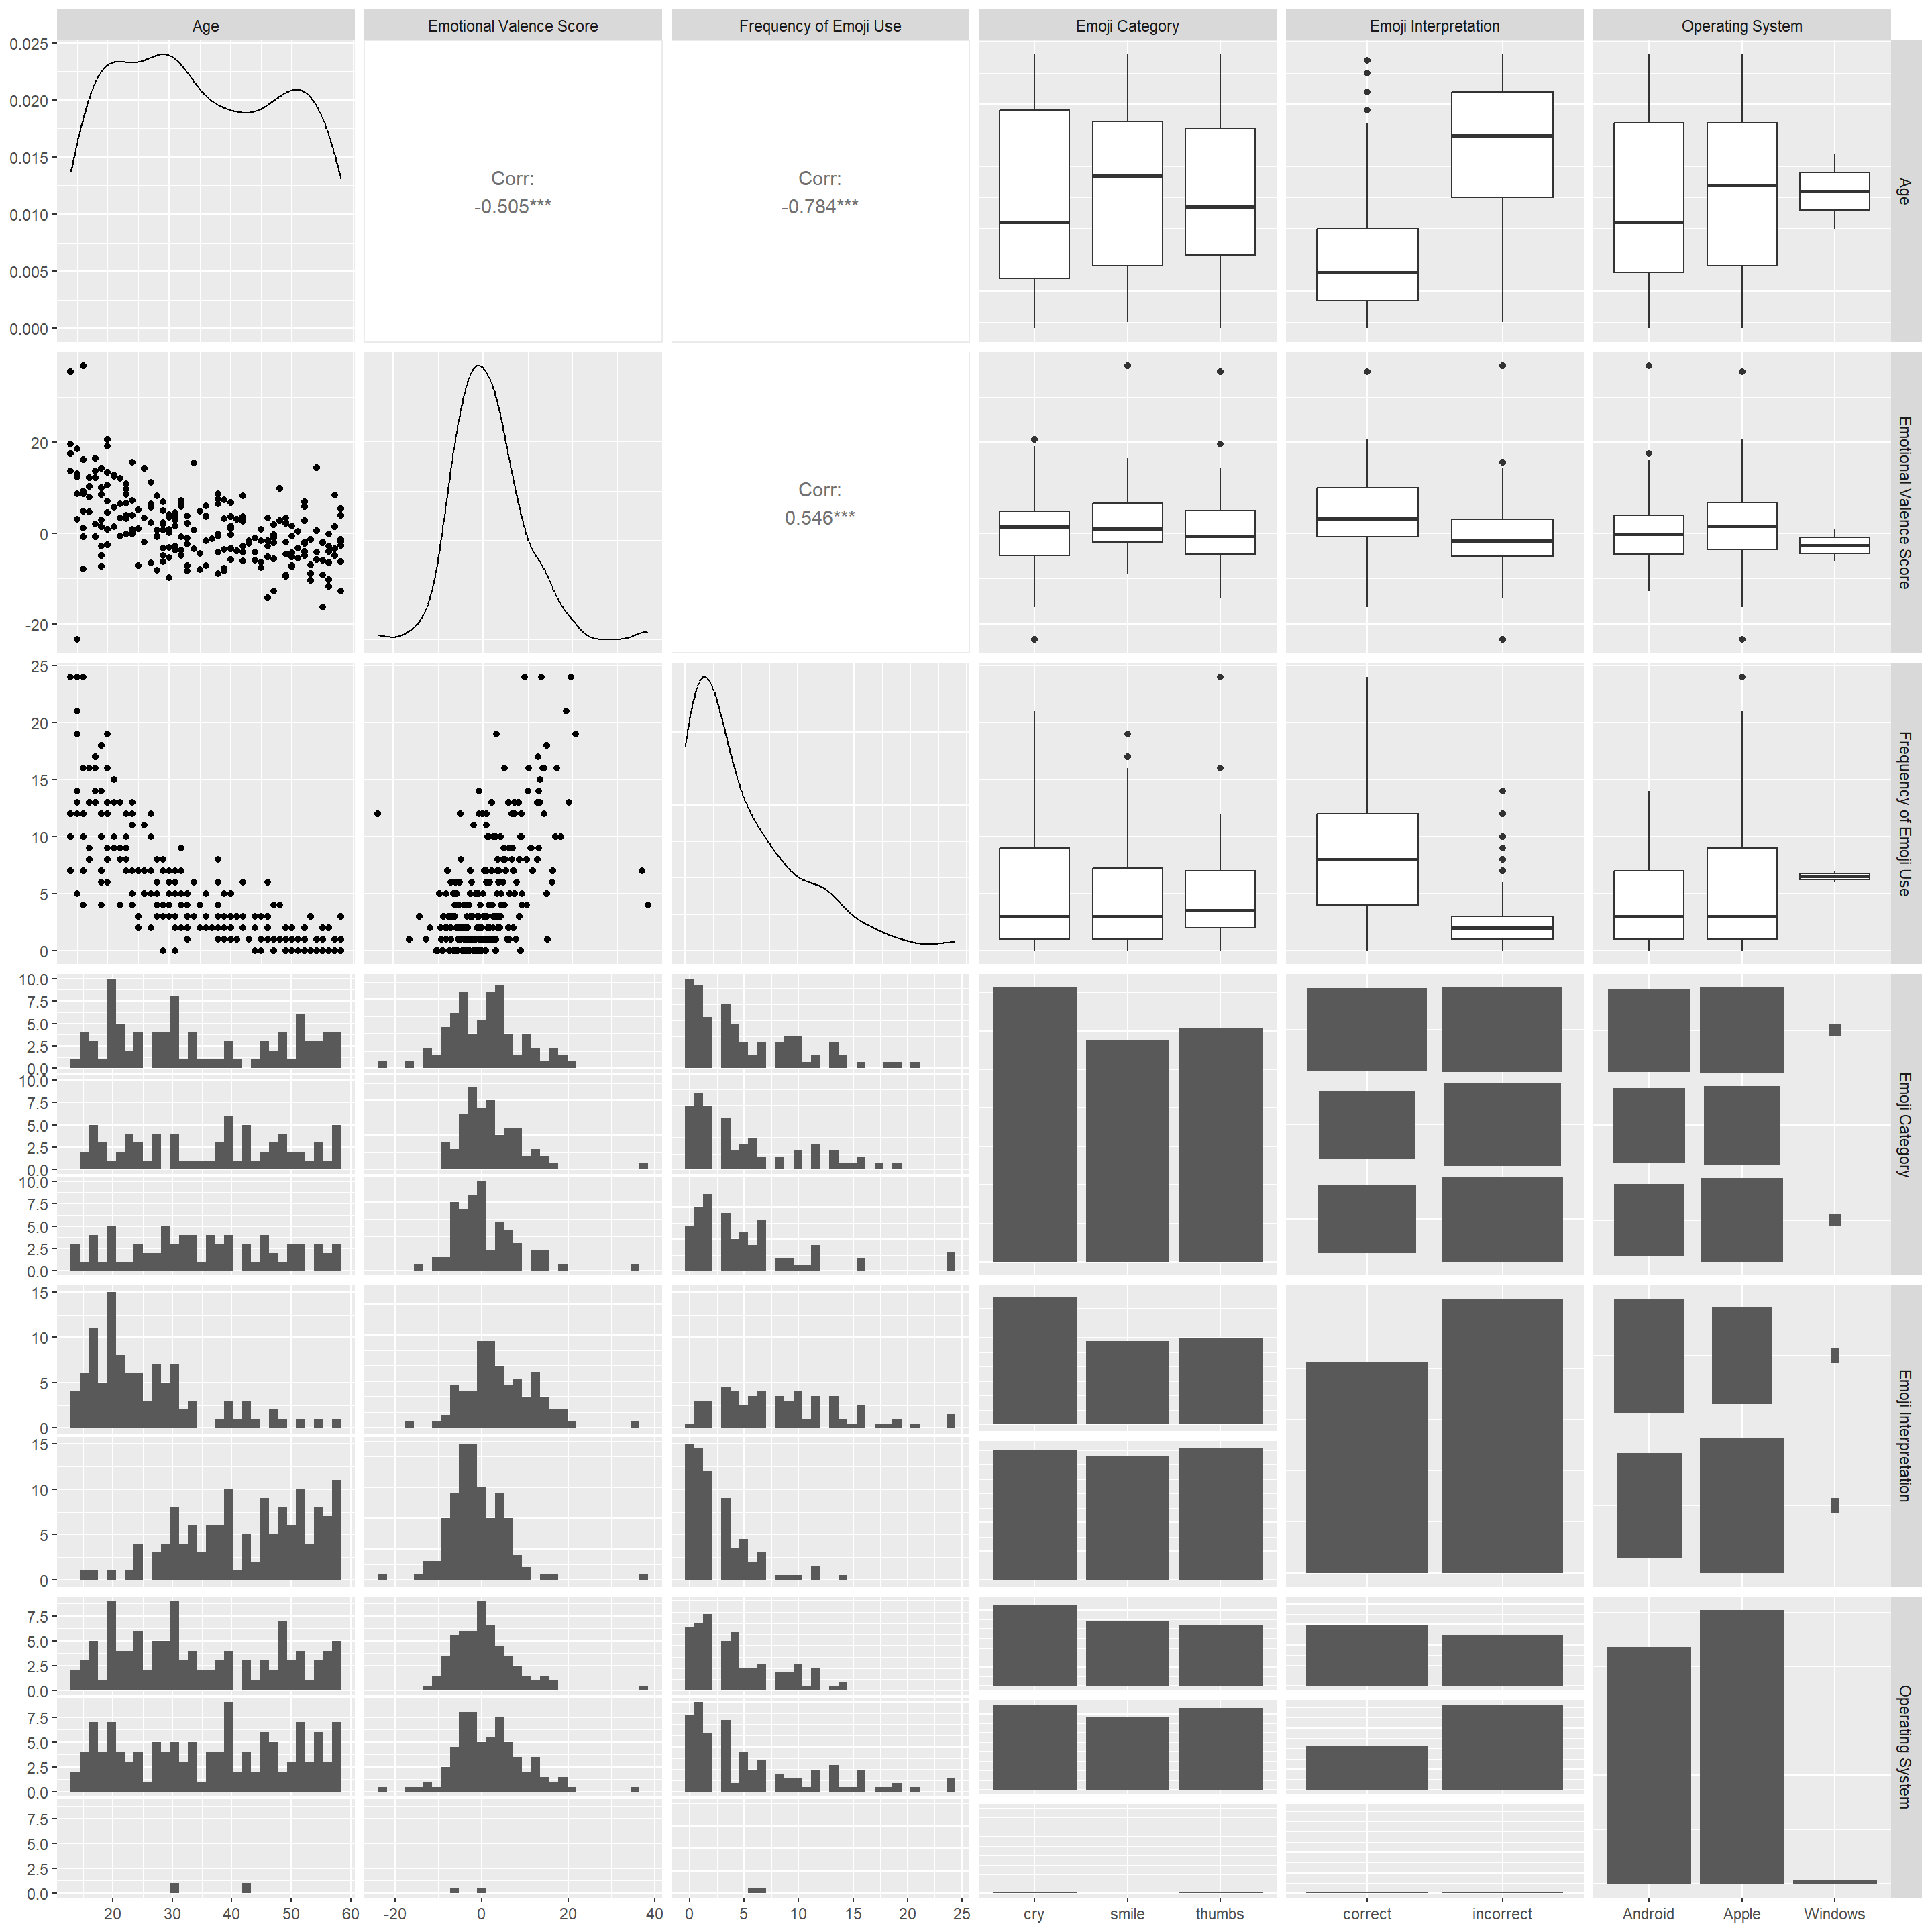 Age
Emotional Valence Score
Frequency of Emoji Use
Emoji Category
Emoji Interpretation
Operating System
0.025
0.020
0.015
0.010
0.005
0.000
Corr:
-0.505***
Corr:
-0.784***
Age
20
0
-20
Corr:
0.546***
Emotional Valence Score
25
20
15
10
5
0
Frequency of Emoji Use
10.0
7.5
5.0
2.5
0.0
10.0
7.5
5.0
2.5
0.0
10.0
7.5
5.0
2.5
0.0
Emoji Category
15
10
5
0
15
10
5
0
Emoji Interpretation
7.5
5.0
2.5
0.0
7.5
5.0
2.5
0.0
7.5
5.0
2.5
0.0
Operating System
20 30 40 50 60
-20 0 20 40
0 5 10 15 20 25
cry smile thumbs
correct incorrect
Android Apple Windows